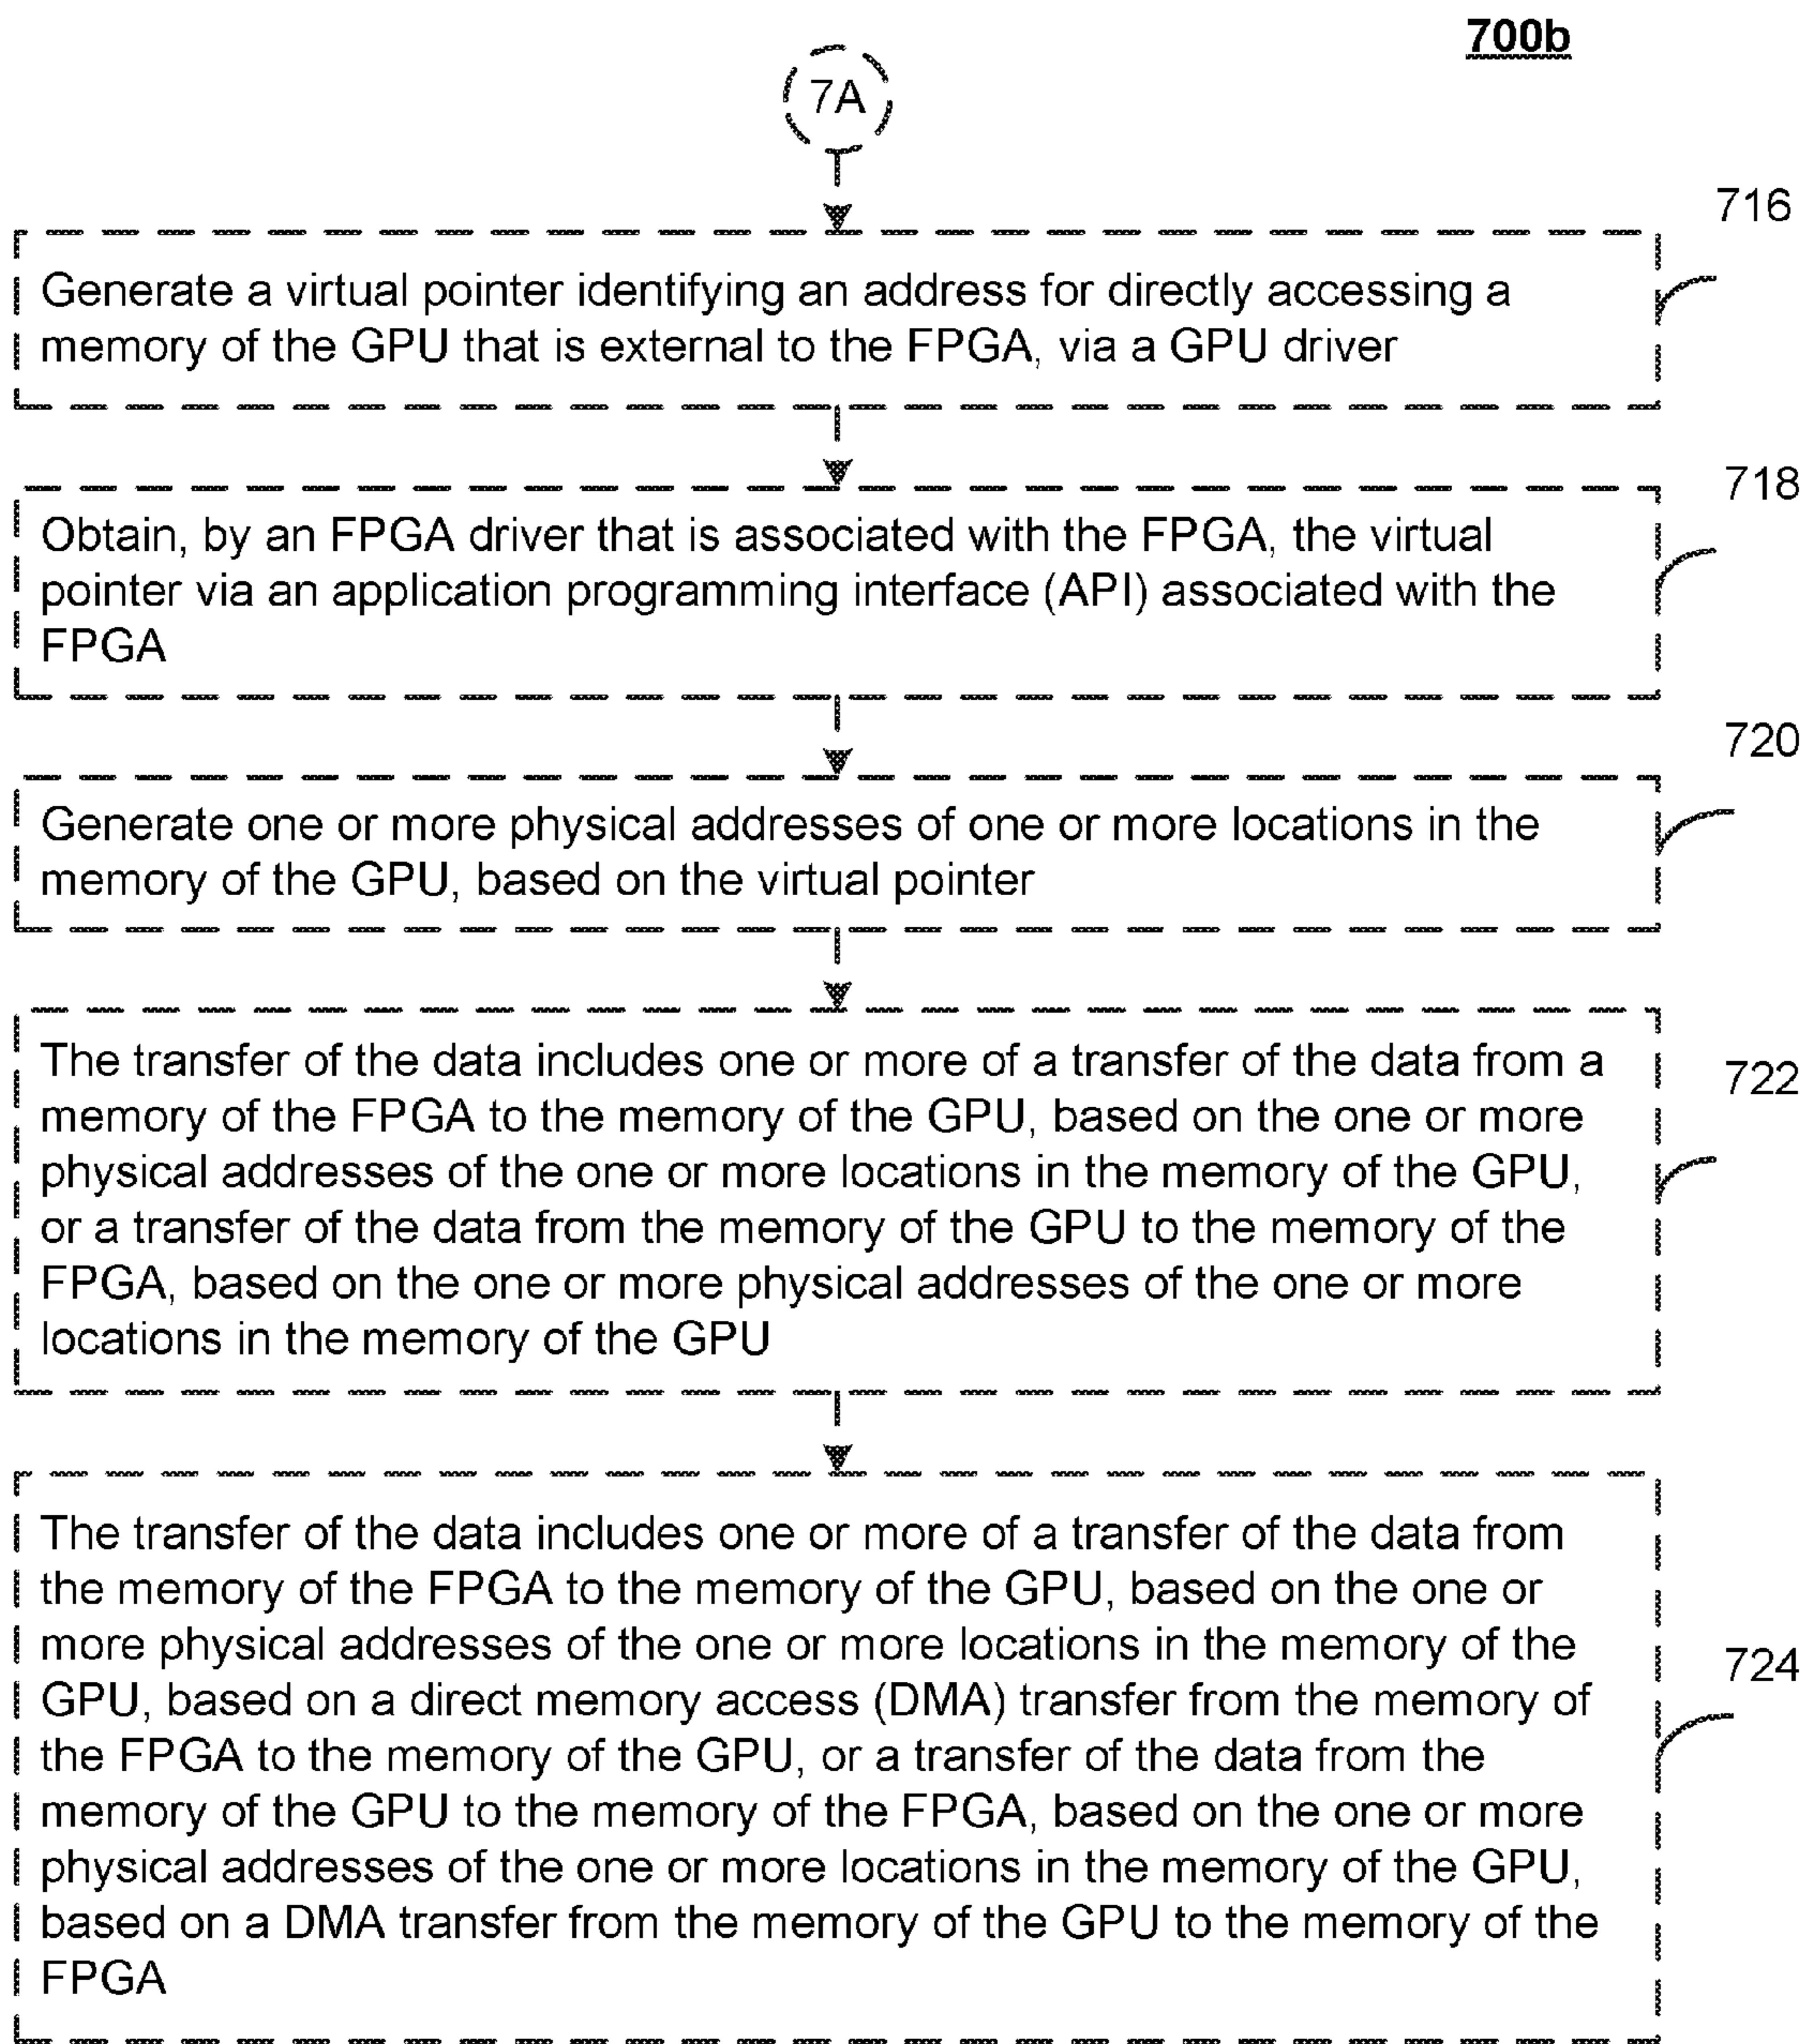 700b
7A
716
Generate a virtual pointer identifying an address for directly accessing a
memory of the GPU that is external to the FPGA, via a GPU driver
718
Obtain, by an FPGA driver that is associated with the FPGA, the virtual
pointer via an application programming interface (API) associated with the
FPGA
720
Generate one or more physical addresses of one or more locations in the
memory of the GPU, based on the virtual pointer
722
The transfer of the data includes one or more of a transfer of the data from a
memory of the FPGA to the memory of the GPU, based on the one or more
physical addresses of the one or more locations in the memory of the GPU,
or a transfer of the data from the memory of the GPU to the memory of the
FPGA, based on the one or more physical addresses of the one or more
locations in the memory of the GPU
724
The transfer of the data includes one or more of a transfer of the data from
the memory of the FPGA to the memory of the GPU, based on the one or
more physical addresses of the one or more locations in the memory of the
GPU, based on a direct memory access (DMA) transfer from the memory of
the FPGA to the memory of the GPU, or a transfer of the data from the
memory of the GPU to the memory of the FPGA, based on the one or more
physical addresses of the one or more locations in the memory of the GPU,
based on a DMA transfer from the memory of the GPU to the memory of the
FPGA